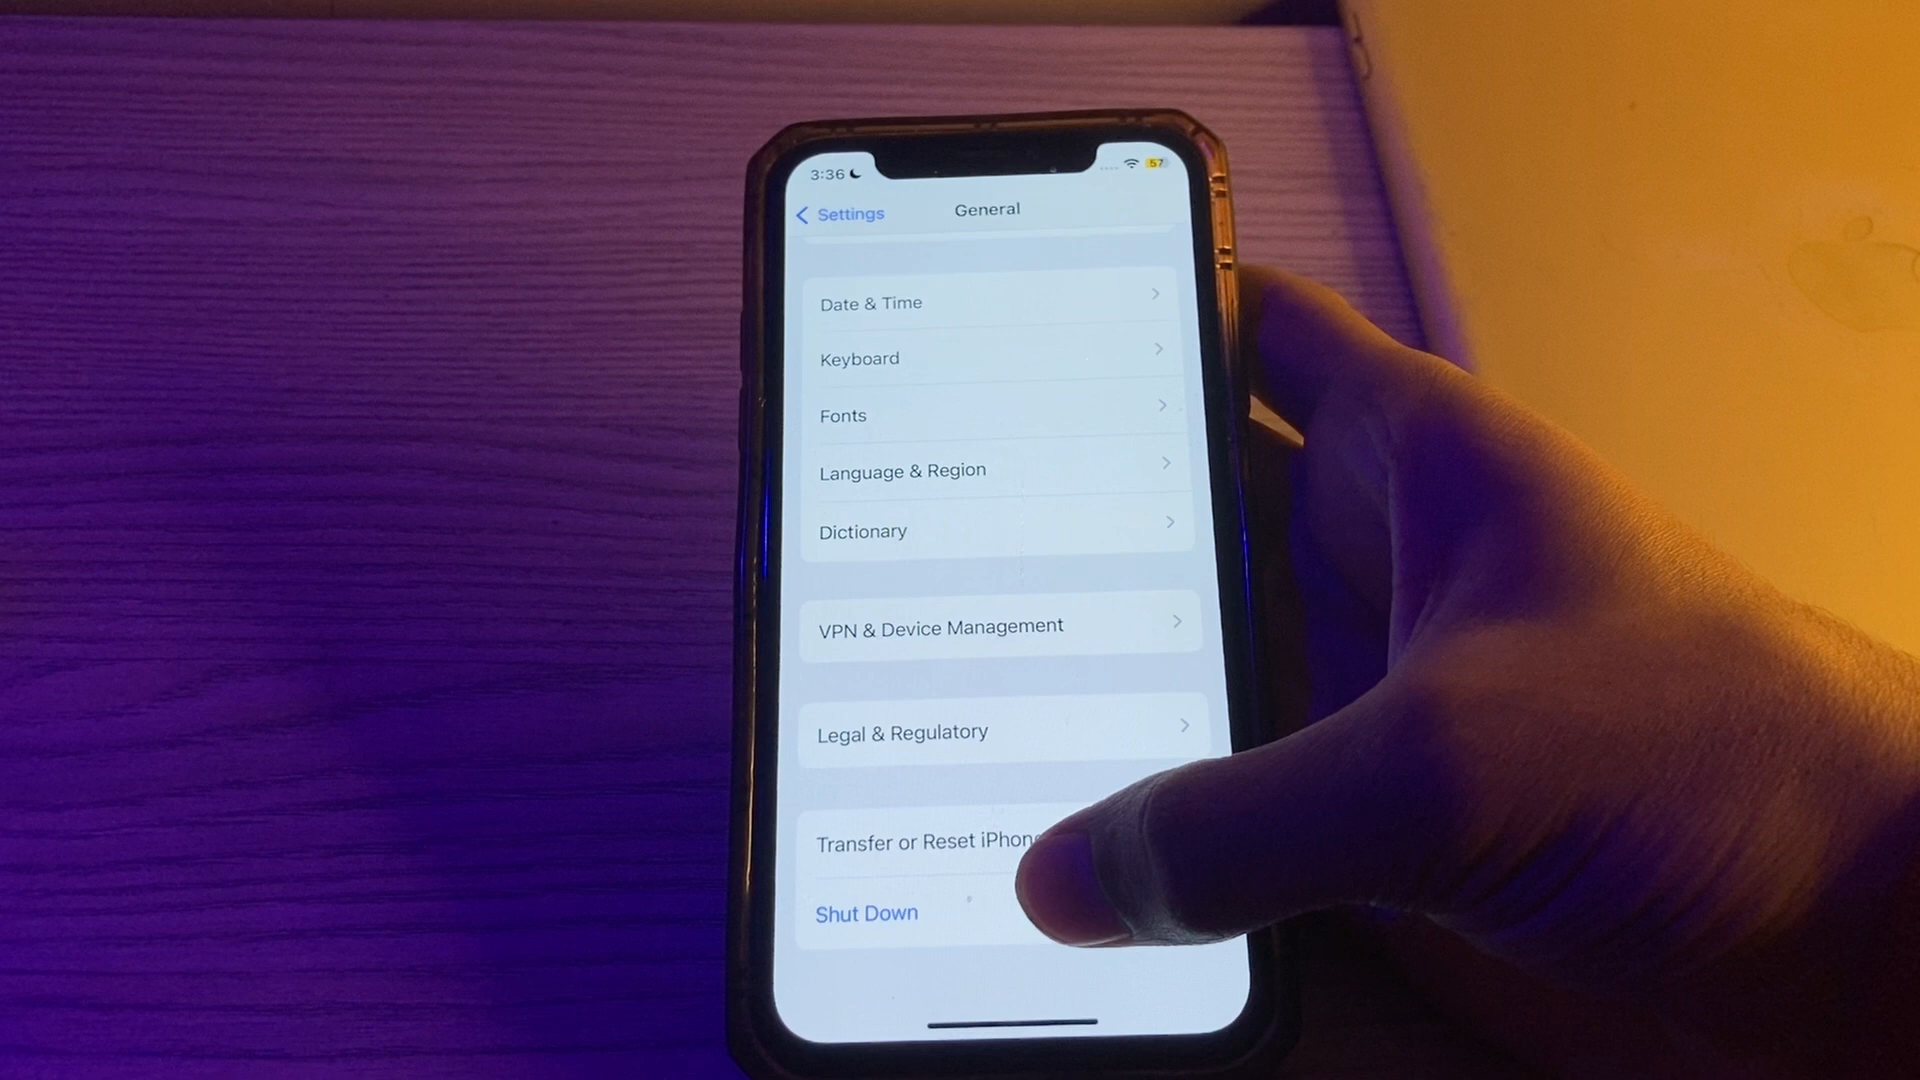 3:36
57
Settings
General
Date & Time
Keyboard
Fonts
Language & Region
Dictionary
VPN & Device Management
Legal & Regulatory
Transfer or Reset iPhon
Shut Down